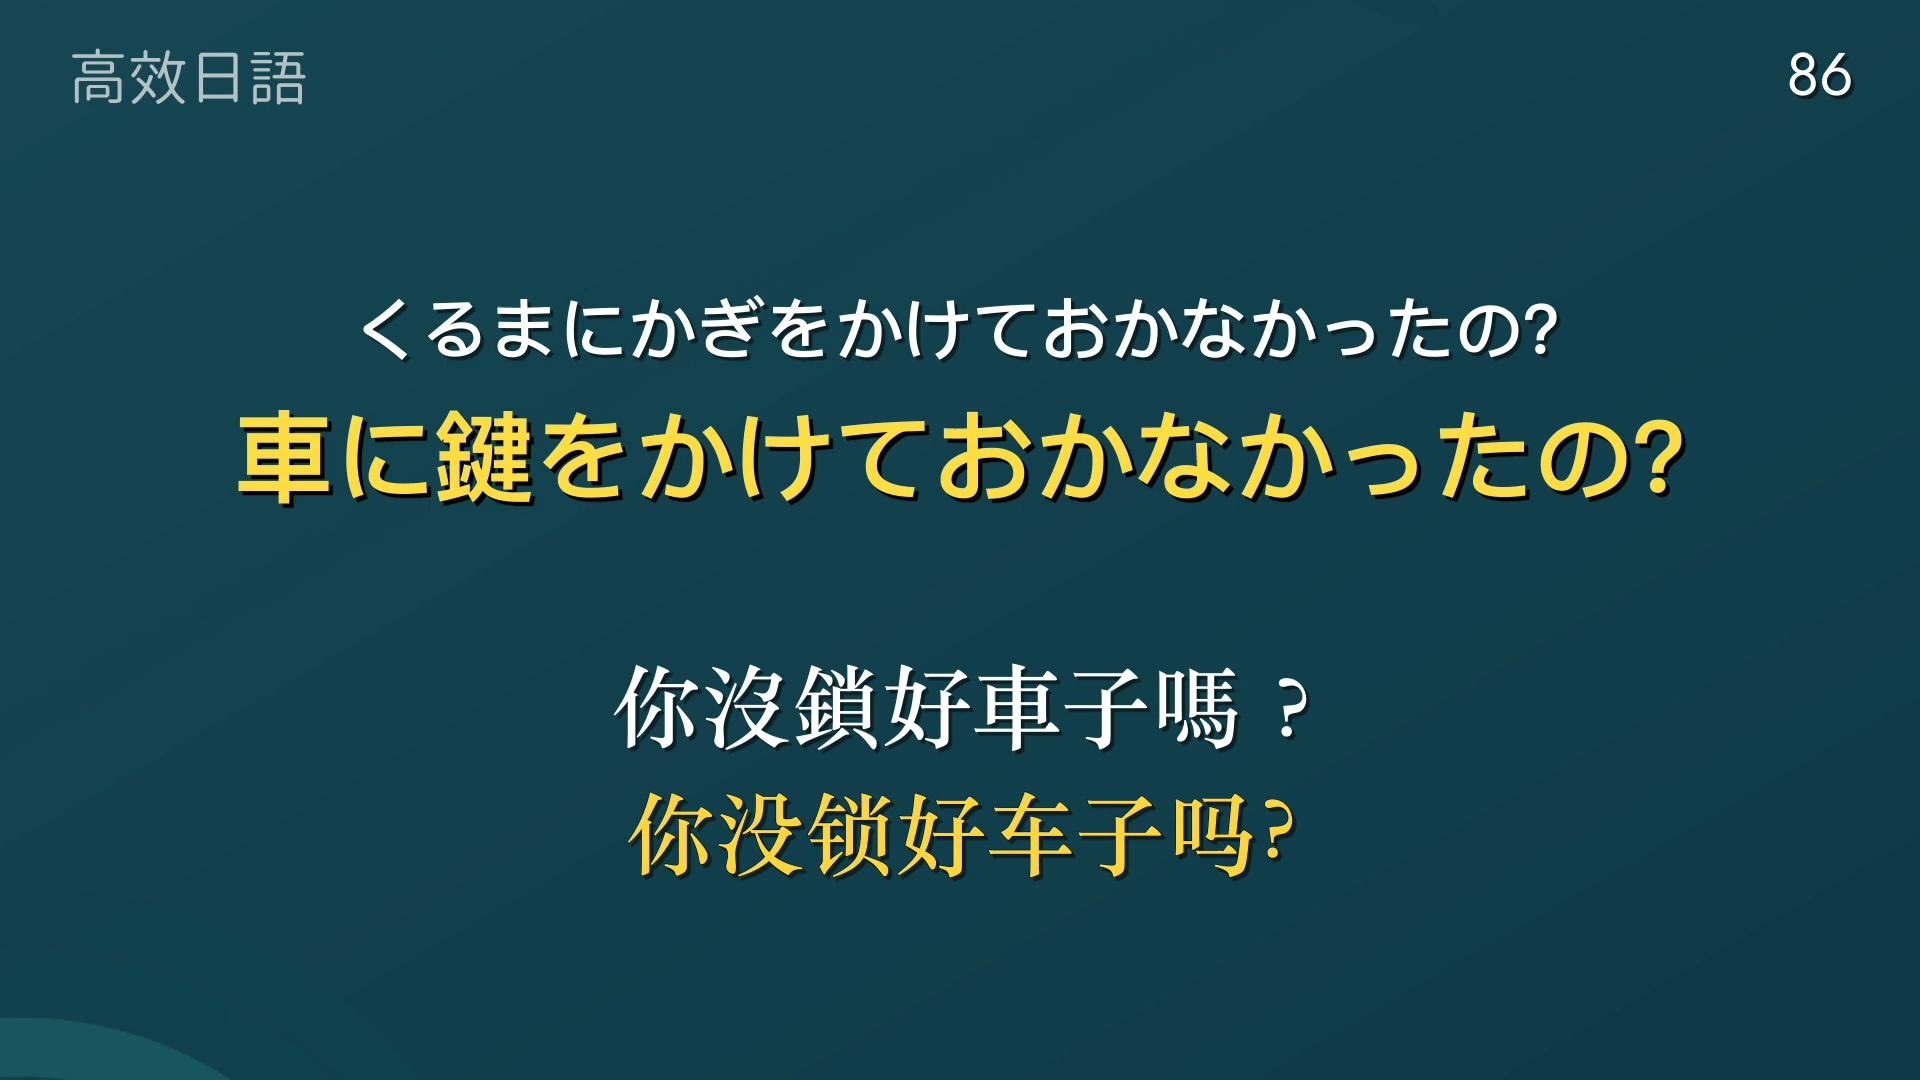 高效日語
86
くるまにかぎをかけておかなかったの?
車に鍵をかけておかなかったの?
你沒鎖好車子嗎 ?
你没锁好车子吗?